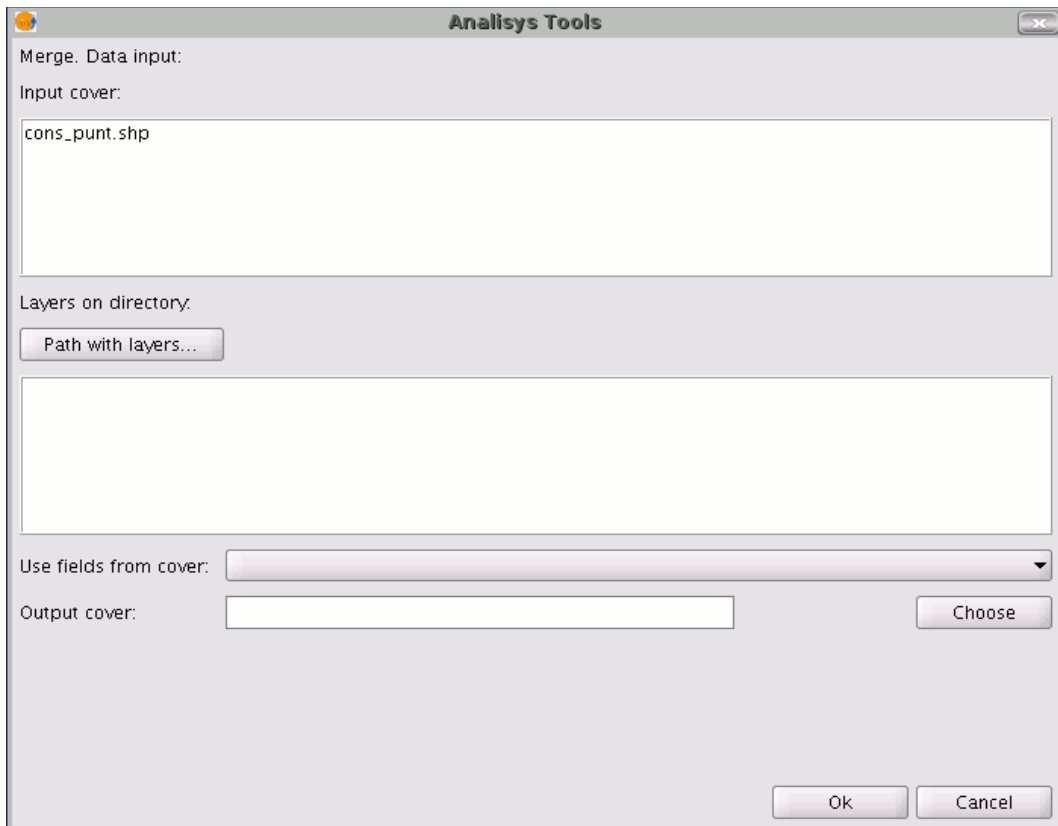 Analisys Tools
Merge. Data input:
Input cover:
cons_punt.shp
Layers on directory:
Path with layers...
Use fields from cover:
Output cover:
Choose
Ok
Cancel